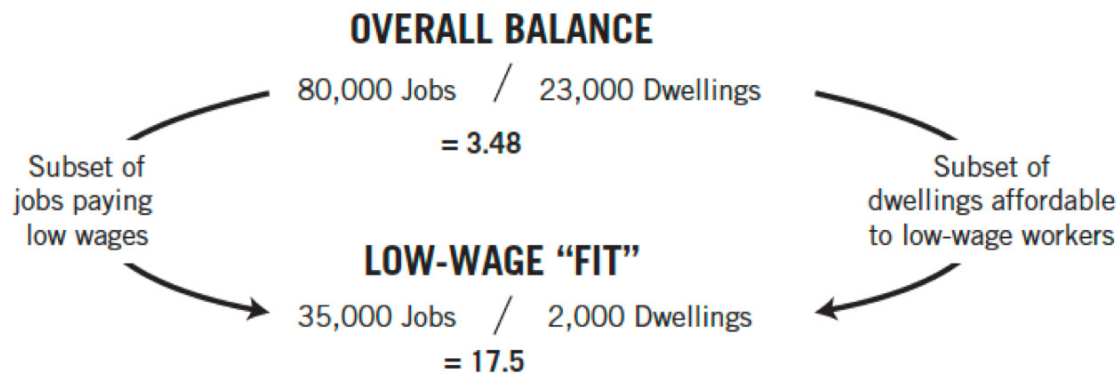 OVERALL BALANCE
80,000 Jobs / 23,000 Dwellings
= 3.48
Subset of
jobs paying
low wages
Subset of
dwellings affordable
to low-wage workers
LOW-WAGE “FIT”
35,000 Jobs / 2,000 Dwellings
= 17.5